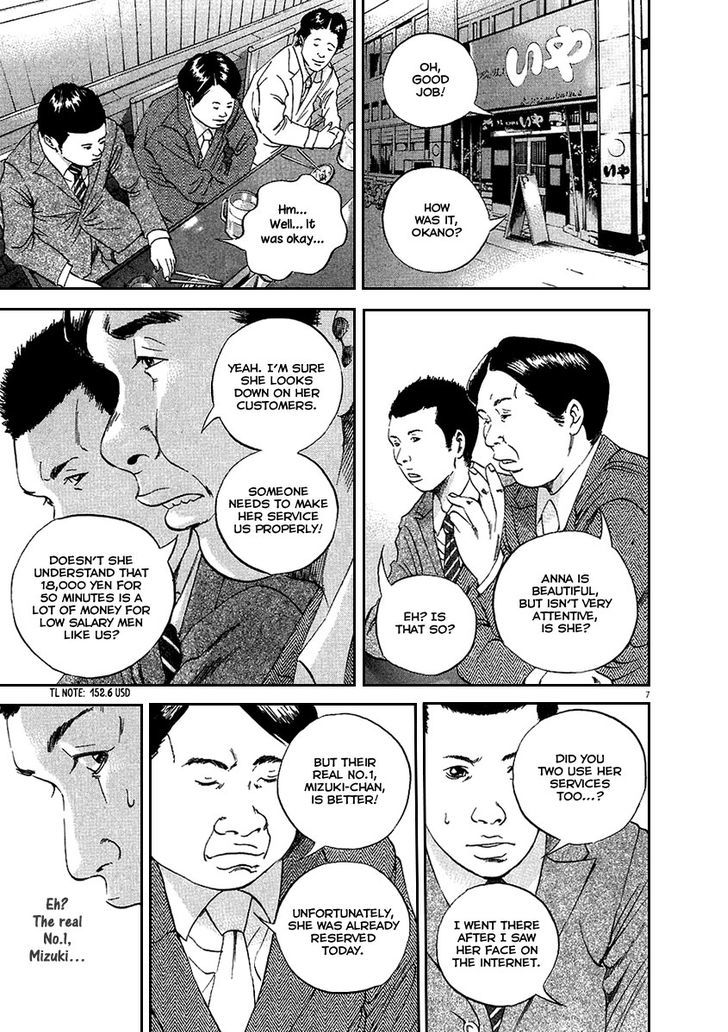 OH,
GOOD
JOB!
いや
いや
いや
HOW
WAS IT,
OKANO?
Hm...
Well... It
was okay...
ANNA IS
BEAUTIFUL,
BUT ISN'T VERY
ATTENTIVE,
IS SHE?
EH? IS
THAT SO?
YEAH. I'M SURE
SHE LOOKS
DOWN ON HER
CUSTOMERS.
SOMEONE
NEEDS TO MAKE
HER SERVICE
US PROPERLY!
DOESN'T SHE
UNDERSTAND THAT
18,000 YEN FOR
50 MINUTES IS A
LOT OF MONEY FOR
LOW SALARY MEN
LIKE US?
TL NOTE: 152.6 USD
7
DID YOU
TWO USE HER
SERVICES
TOO...?
I WENT THERE
AFTER I SAW
HER FACE ON
THE INTERNET.
BUT THEIR
REAL NO.1,
MIZUKI-CHAN,
IS BETTER!
UNFORTUNATELY,
SHE WAS ALREADY
RESERVED
TODAY.
Eh?
The real
No.1,
Mizuki...